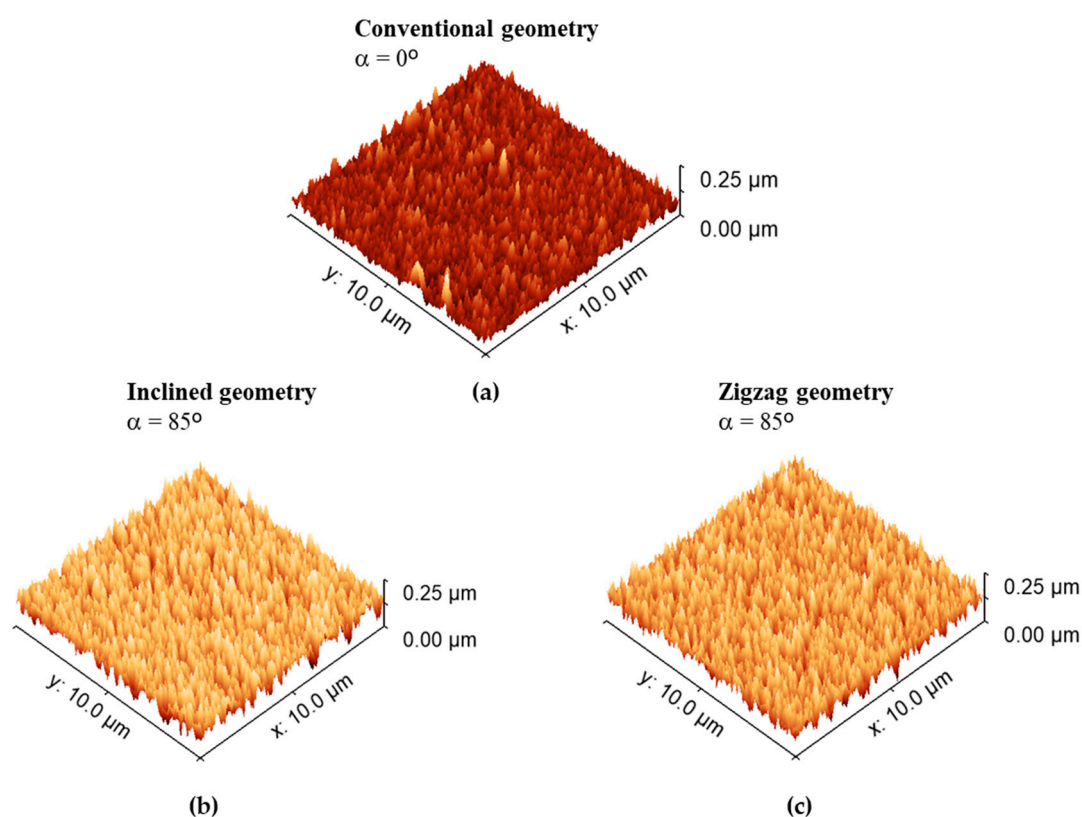 Conventional geometry
α = 0º
0.25 µm
0.00 µm
y: 10.0 µm
x: 10.0 µm
(a)
Inclined geometry
α = 85º
0.25 µm
0.00 µm
y: 10.0 µm
x: 10.0 µm
(b)
Zigzag geometry
α = 85º
0.25 µm
0.00 µm
y: 10.0 µm
x: 10.0 µm
(c)